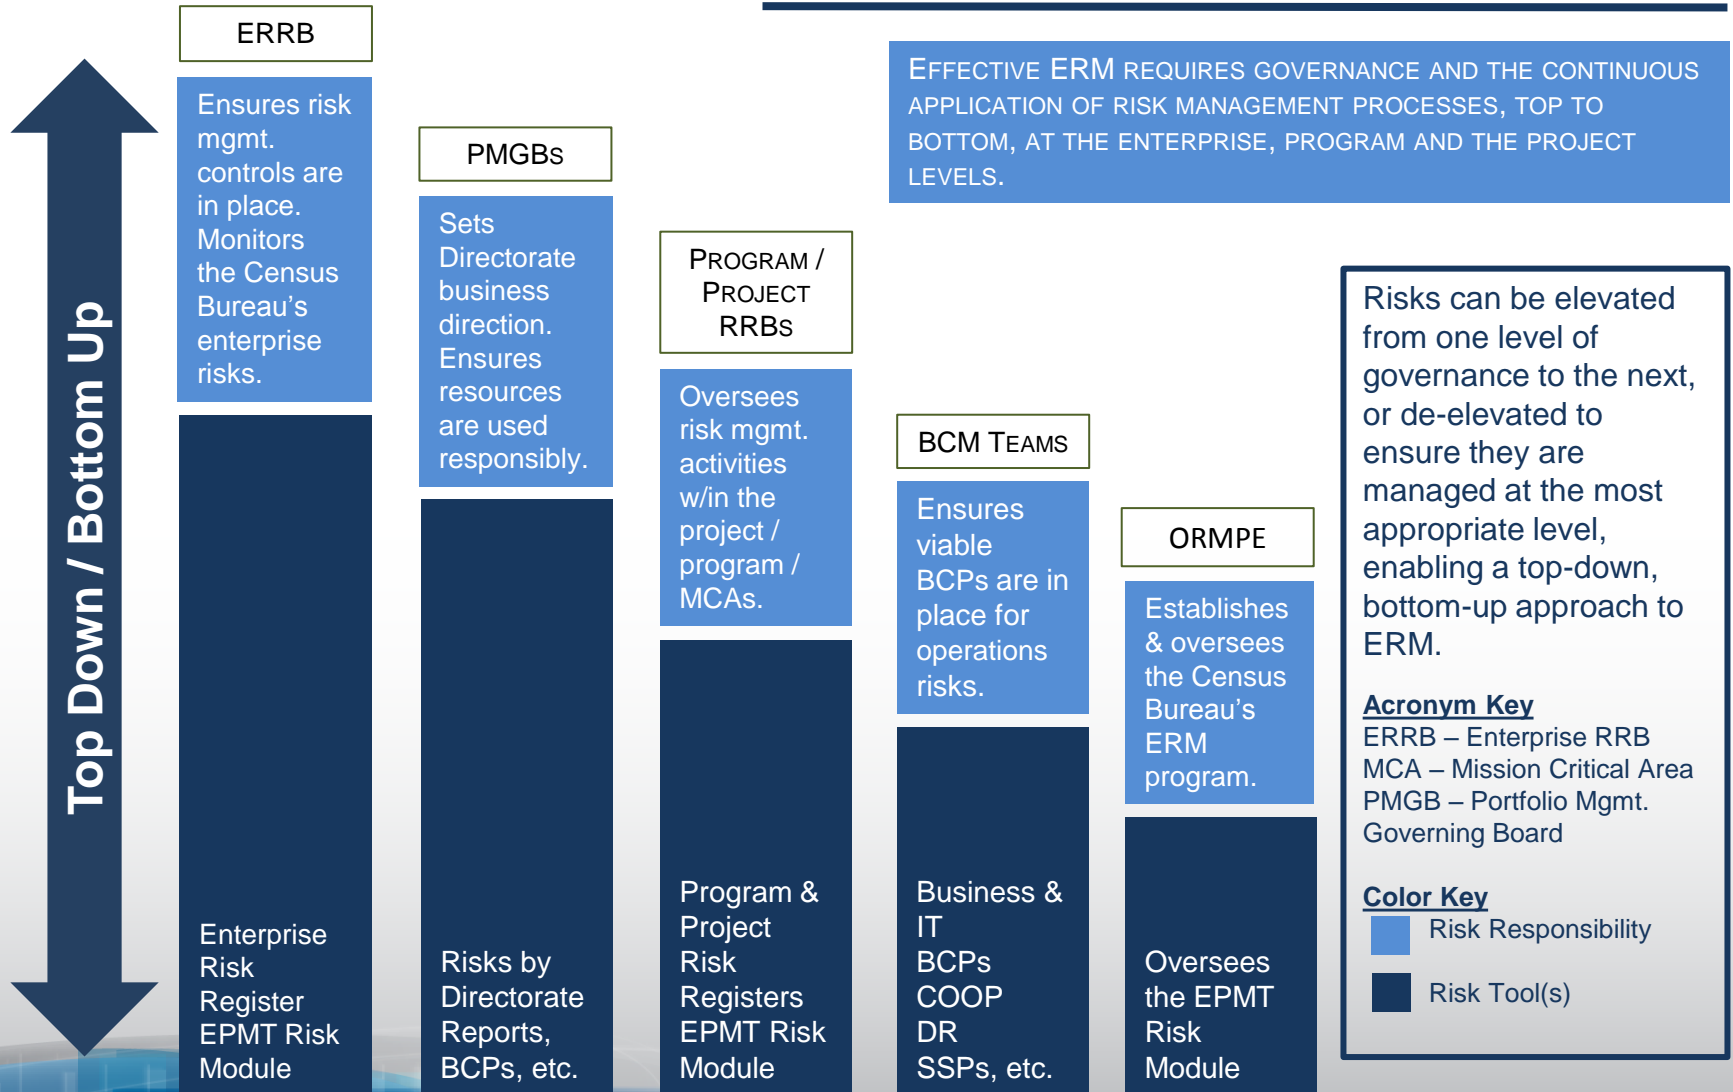 ERRB
Ensures risk
mgmt.
controls are
in place.
Monitors
the Census
Bureau's
enterprise
risks.
Enterprise
Risk
Register
EPMT Risk
Module
PMGBs
Sets
Directorate
business
direction.
Ensures
resources
are used
responsibly.
Risks by
Directorate
Reports,
BCPs, etc.
PROGRAM /
PROJECT
RRBs
Oversees
risk mgmt.
activities
w/in the
project /
program /
MCAs.
Program &
Project
Risk
Registers
EPMT Risk
Module
BCM TEAMS
Ensures
viable
BCPs are in
place for
operations
risks.
Business &
IT
BCPs
COOP
DR
SSPs, etc.
ORMPE
Establishes
& oversees
the Census
Bureau's
ERM
program.
Oversees
the EPMT
Risk
Module
Top Down / Bottom Up
EFFECTIVE ERM REQUIRES GOVERNANCE AND THE CONTINUOUS
APPLICATION OF RISK MANAGEMENT PROCESSES, TOP TO
BOTTOM, AT THE ENTERPRISE, PROGRAM AND THE PROJECT
LEVELS.
Risks can be elevated
from one level of
governance to the next,
or de-elevated to
ensure they are
managed at the most
appropriate level,
enabling a top-down,
bottom-up approach to
ERM.
Acronym Key
ERRB – Enterprise RRB
MCA – Mission Critical Area
PMGB – Portfolio Mgmt.
Governing Board
Color Key
Risk Responsibility
Risk Tool(s)